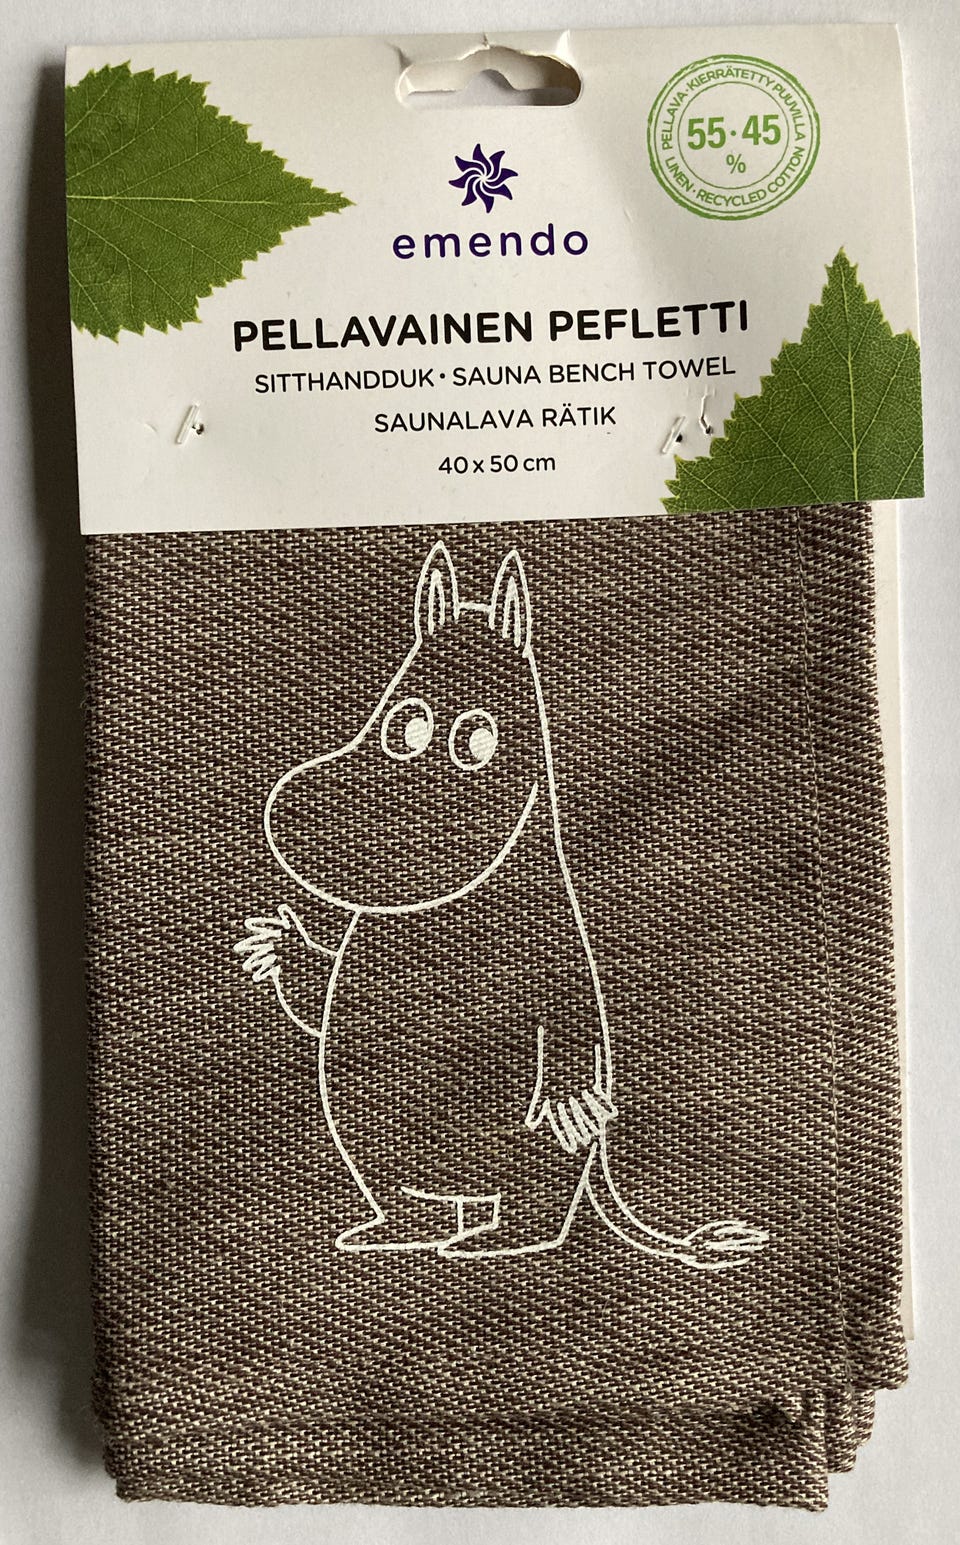 PELLAVA · KIERRÄTETTY PUUVILLA
55 · 45
%
LINEN · RECYCLED COTTON
emendo
PELLAVAINEN PEFLETTI
SITTHANDDUK · SAUNA BENCH TOWEL
SAUNALAVA RÄTIK
40 x 50 cm